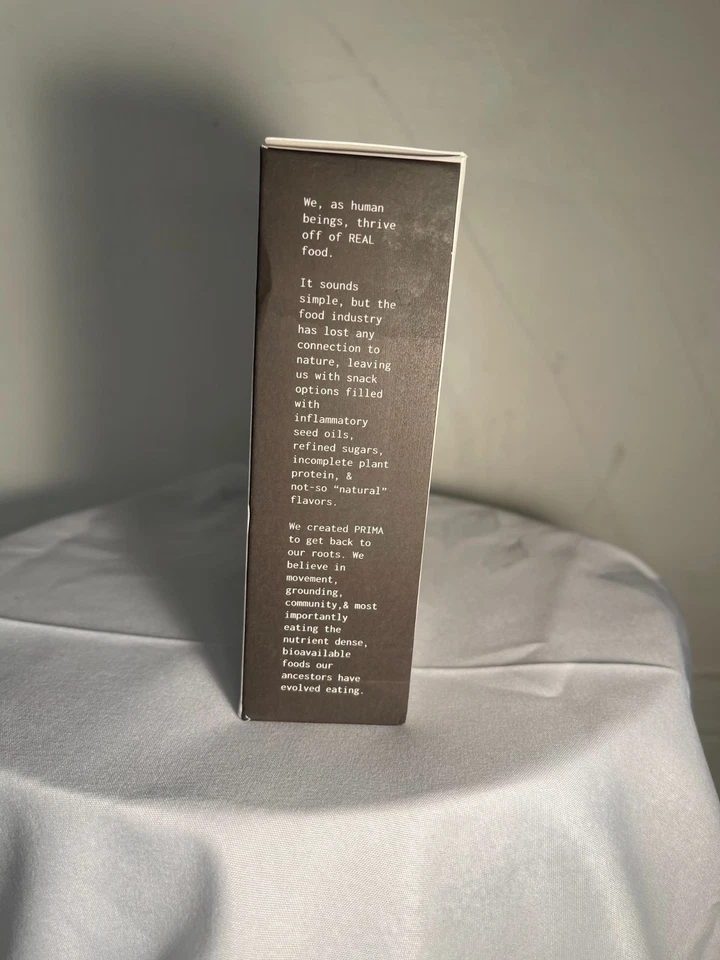 We, as human
beings, thrive
off of REAL
food.
It sounds
simple, but the
food industry
has lost any
connection to
nature, leaving
us with snack
options filled
with
inflammatory
seed oils,
refined sugars,
incomplete plant
protein, &
not-so “natural”
flavors.
We created PRIMA
to get back to
our roots. We
believe in
movement,
grounding,
community,& most
importantly
eating the
nutrient dense,
bioavailable
foods our
ancestors have
evolved eating.